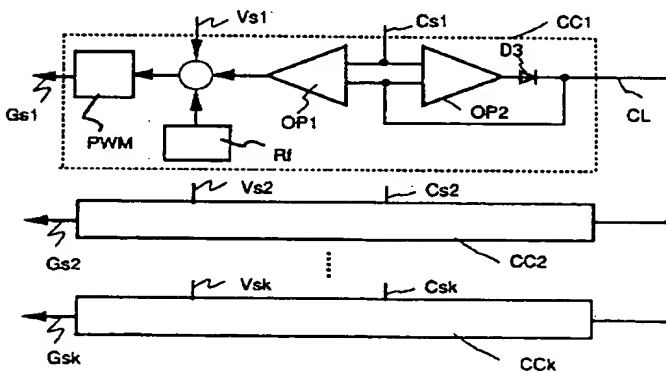 Vs1
Cs1
CC1
D3
Gs1
PWM
OP1
OP2
CL
Rf
Vs2
Cs2
Gs2
CC2
Vsk
Csk
Gsk
CCk